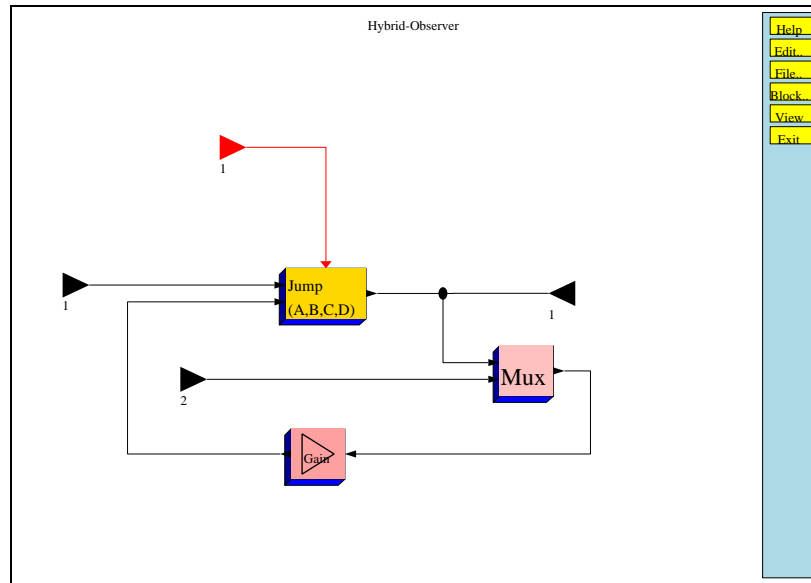 Hybrid-Observer
Help
Edit..
File..
Block..
View
Exit
1
1
Jump
(A,B,C,D)
1
2
Mux
Gain